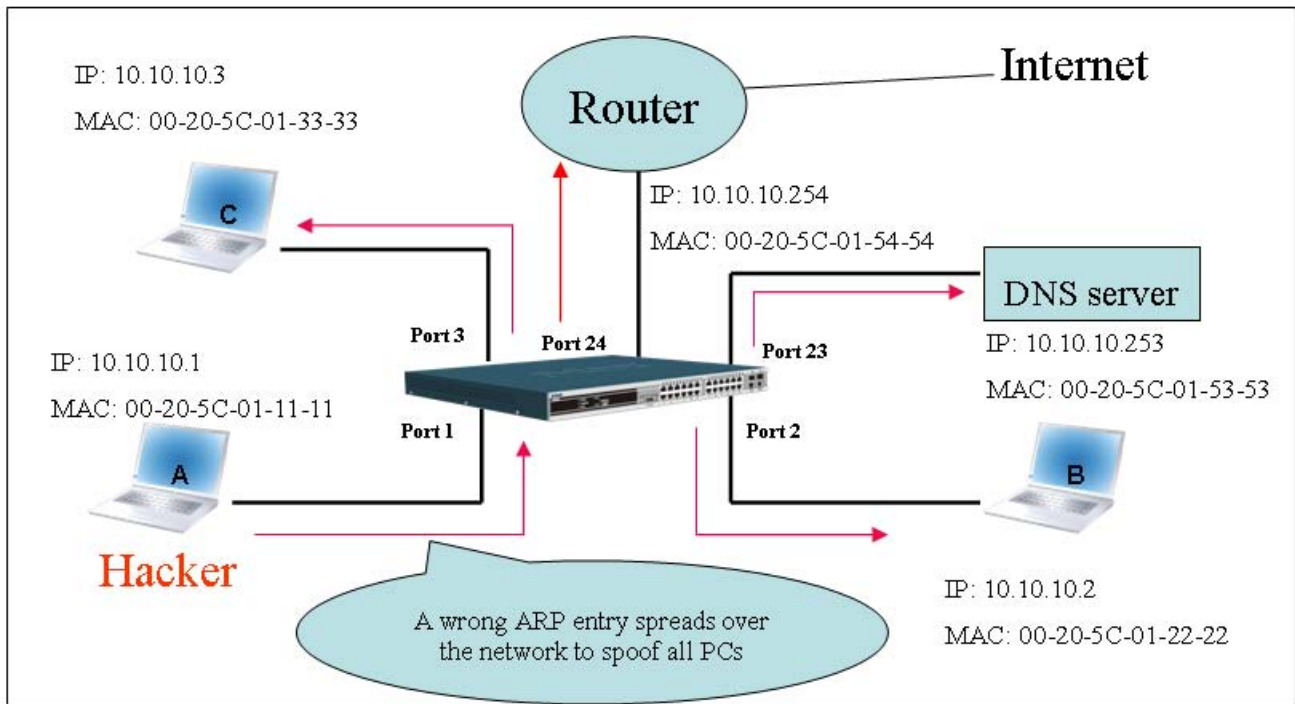 Internet
IP: 10.10.10.3
MAC: 00-20-5C-01-33-33
Router
C
IP: 10.10.10.254
MAC: 00-20-5C-01-54-54
DNS server
Port 3
Port 24
Port 23
IP: 10.10.10.253
MAC: 00-20-5C-01-53-53
IP: 10.10.10.1
MAC: 00-20-5C-01-11-11
Port 1
Port 2
A
B
Hacker
A wrong ARP entry spreads over
the network to spoof all PCs
IP: 10.10.10.2
MAC: 00-20-5C-01-22-22